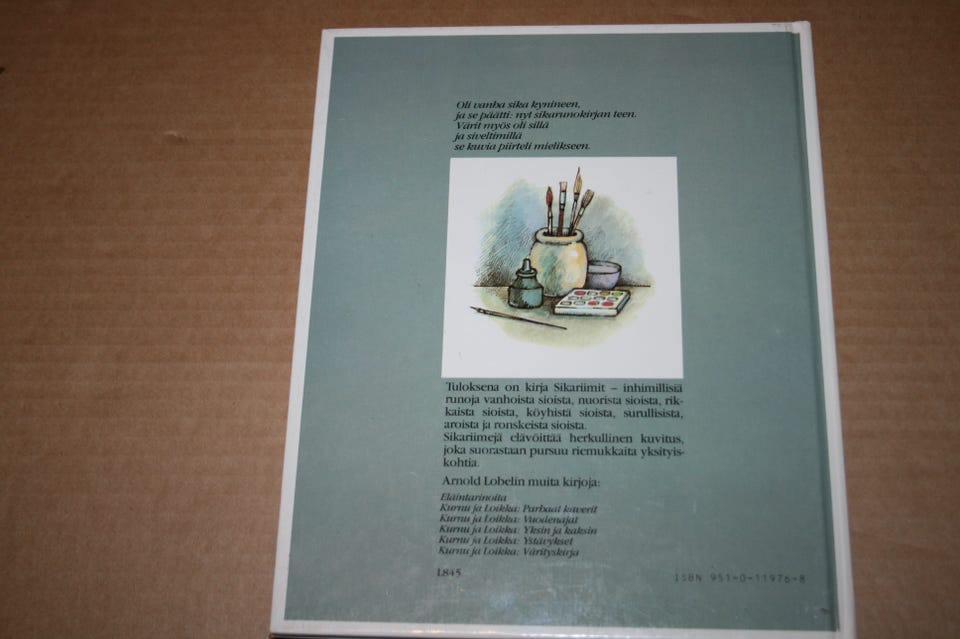 Oli vanha sika kynineen,
ja se päätti: nyt sikarunokirjan teen.
Värit myös oli sillä
ja siveltimillä
se kuvia piirteli mielikseen.
Tuloksena on kirja Sikariimit – inhimillisiä
runoja vanhoista sioista, nuorista sioista, rik-
kaista sioista, köyhistä sioista, surullisista,
aroista ja ronskeista sioista.
Sikariimejä elävöittää herkullinen kuvitus,
joka suorastaan pursuu riemukkaita yksityis-
kohtia.
Arnold Lobelin muita kirjoja:
Eläintarinoita
Kurnu ja Loikka: Parhaat kaverit
Kurnu ja Loikka: Vuodenajat
Kurnu ja Loikka: Yksin ja kaksin
Kurnu ja Loikka: Ystävykset
Kurnu ja Loikka: Värityskirja
L84.5
ISBN 951-0-11976-8